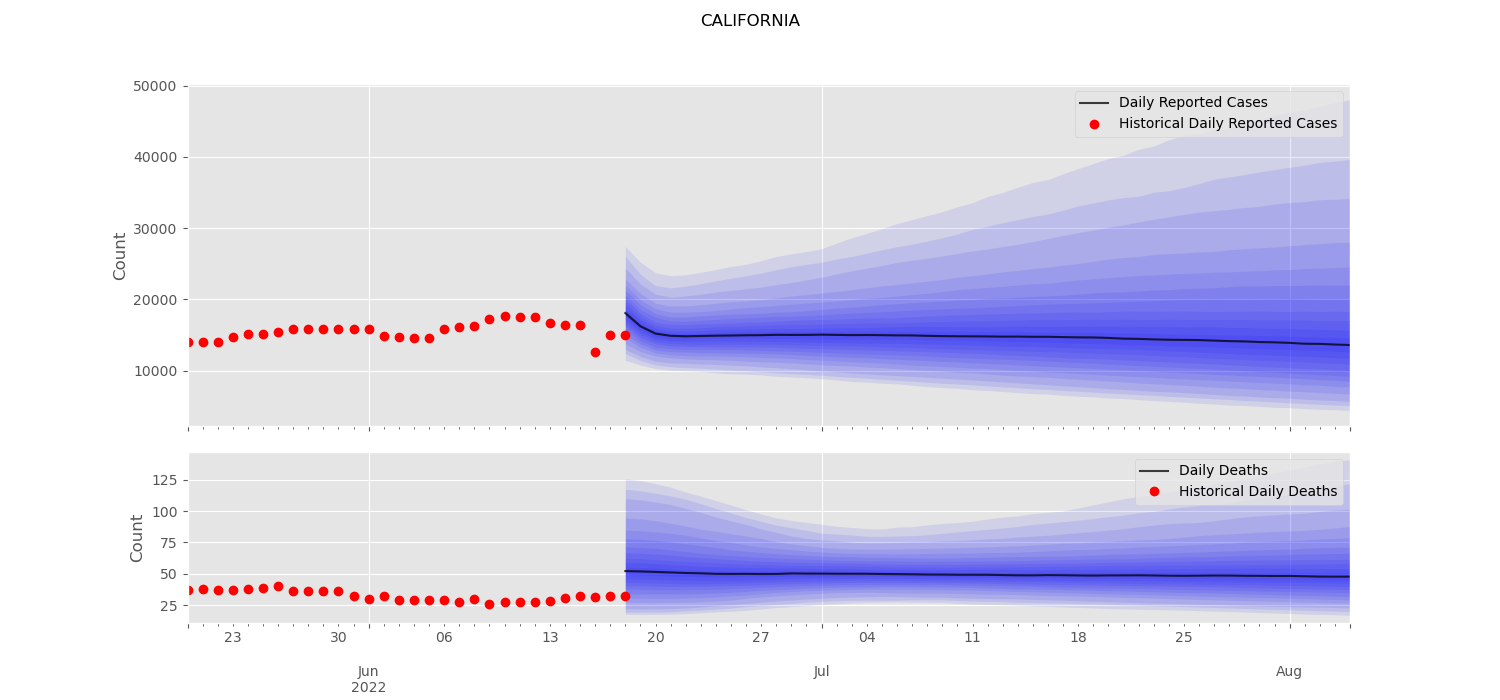 CALIFORNIA
50000
40000
30000
20000
10000
Count
Daily Reported Cases
Historical Daily Reported Cases
125
100
75
50
25
Count
Daily Deaths
Historical Daily Deaths
23 30 06 13 20 27 04 11 18 25
Jun Jul Aug
2022